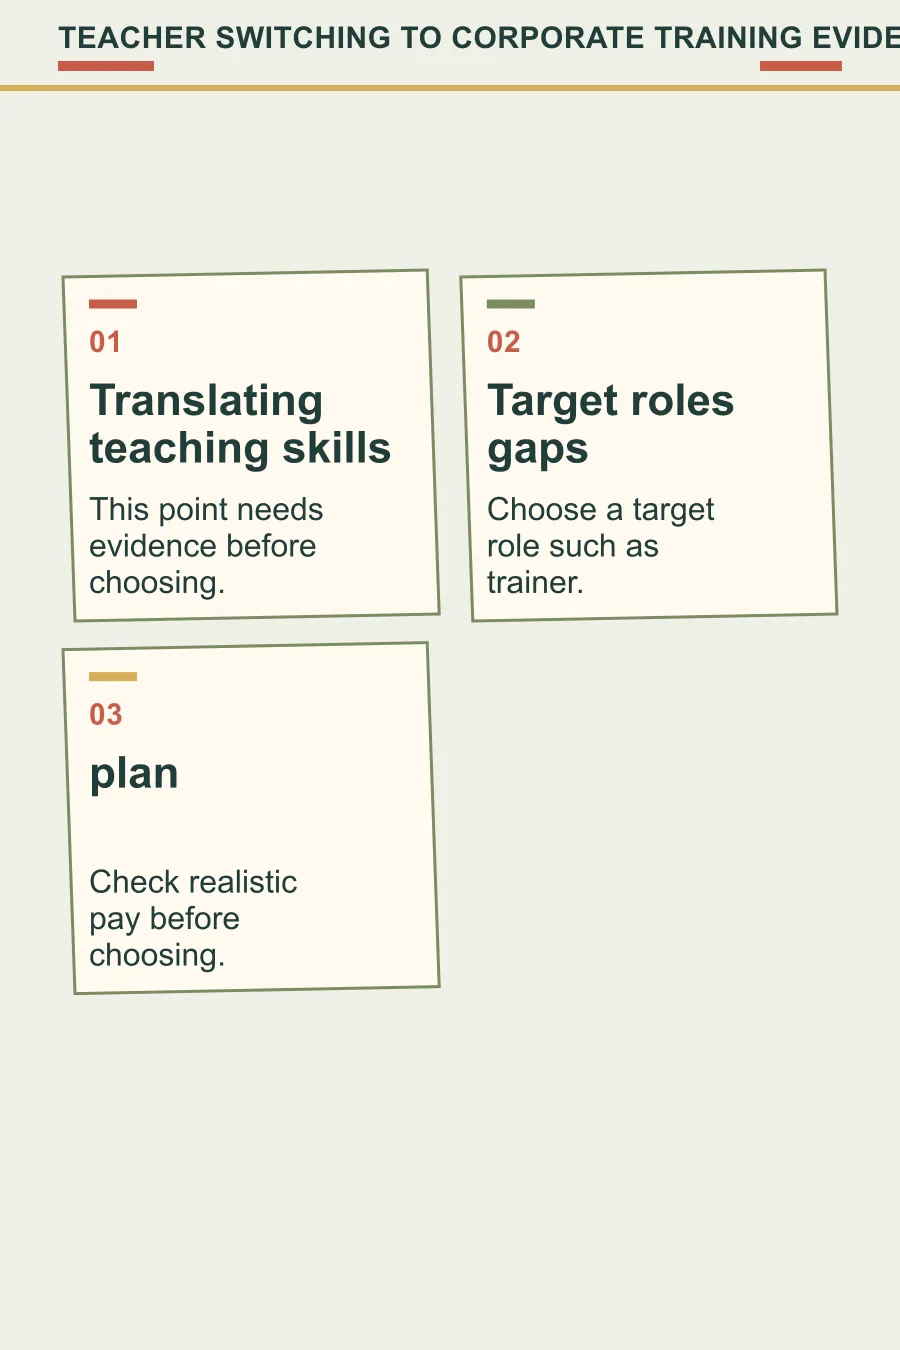 TEACHER SWITCHING TO CORPORATE TRAINING EVIDE
01
Translating
teaching skills
This point needs
evidence before
choosing.
02
Target roles
gaps
Choose a target
role such as
trainer.
03
plan
Check realistic
pay before
choosing.